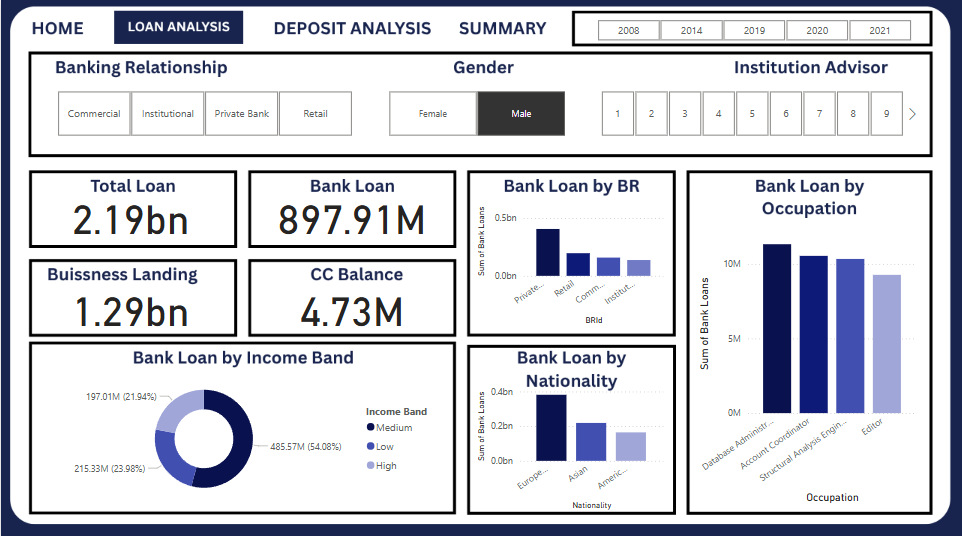 HOME
LOAN ANALYSIS
DEPOSIT ANALYSIS
SUMMARY
2008
2014
2019
2020
2021
Banking Relationship
Gender
Institution Advisor
Commercial
Institutional
Private Bank
Retail
Female
Male
1
2
3
4
5
6
7
8
9
Total Loan
2.19bn
Bank Loan
897.91M
Buissness Landing
1.29bn
CC Balance
4.73M
Bank Loan by BR
Sum of Bank Loans
0.5bn
0.0bn
Private...
Retail
Comm...
Institut...
BRId
Bank Loan by
Occupation
Sum of Bank Loans
10M
5M
0M
Database Administr...
Account Coordinator
Structural Analysis Engin...
Editor
Occupation
Bank Loan by Income Band
197.01M (21.94%)
215.33M (23.98%)
485.57M (54.08%)
Income Band
Medium
Low
High
Bank Loan by
Nationality
Sum of Bank Loans
0.4bn
0.2bn
0.0bn
Europe...
Asian
Americ...
Nationality